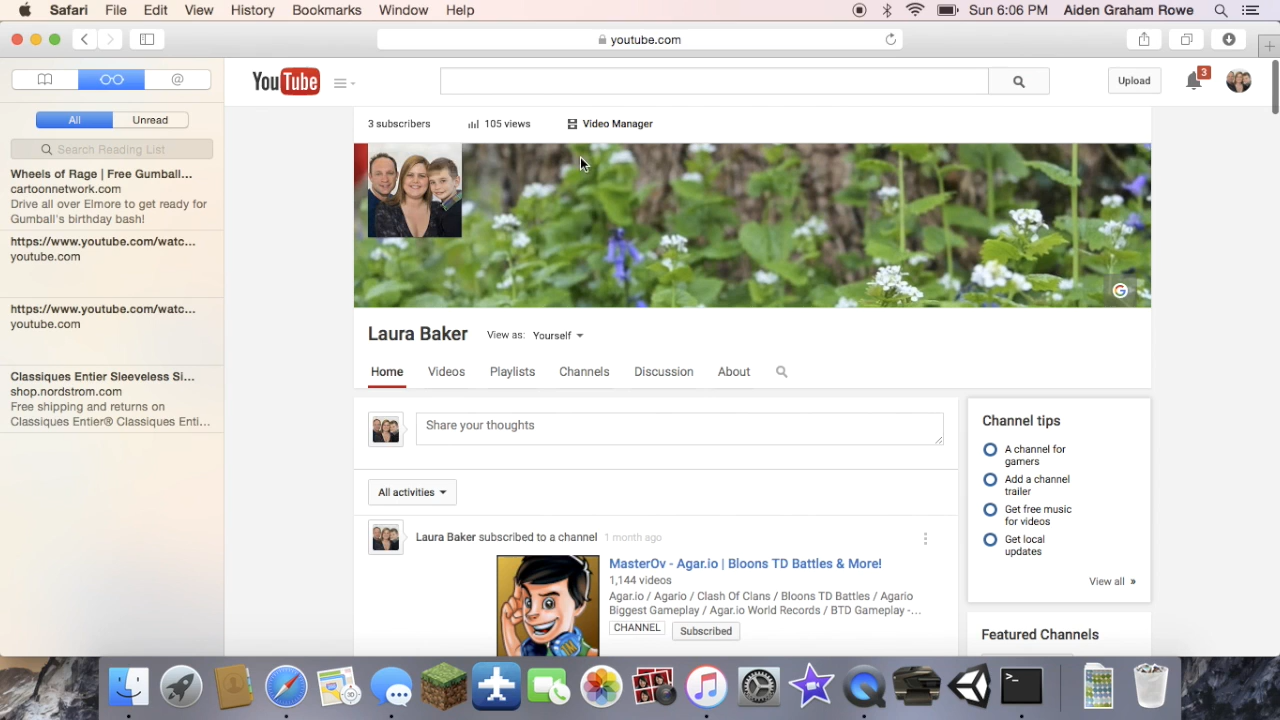 Safari File Edit View History Bookmarks Window Help Sun 6:06 PM Aiden Graham Rowe
youtube.com
All Unread
Search Reading List
Wheels of Rage | Free Gumball...
cartoonnetwork.com
Drive all over Elmore to get ready for
Gumball's birthday bash!
https://www.youtube.com/watc...
youtube.com
https://www.youtube.com/watc...
youtube.com
Classiques Entier Sleeveless Si...
shop.nordstrom.com
Free shipping and returns on
Classiques Entier® Classiques Enti...
YouTube
Upload
3
3 subscribers 105 views Video Manager
Laura Baker View as: Yourself
Home Videos Playlists Channels Discussion About
Share your thoughts
All activities
Laura Baker subscribed to a channel 1 month ago
MasterOv - Agar.io | Bloons TD Battles & More!
1,144 videos
Agar.io / Agario / Clash Of Clans / Bloons TD Battles / Agario
Biggest Gameplay / Agar.io World Records / BTD Gameplay -...
CHANNEL Subscribed
Channel tips
A channel for
gamers
Add a channel
trailer
Get free music
for videos
Get local
updates
View all »
Featured Channels